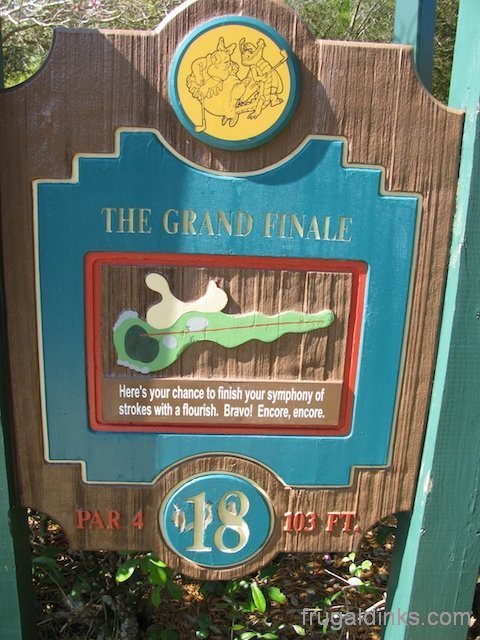 THE GRAND FINALE
Here's your chance to finish your symphony of
strokes with a flourish. Bravo! Encore, encore.
PAR 4
18
103 FT.
frugaldinks.com